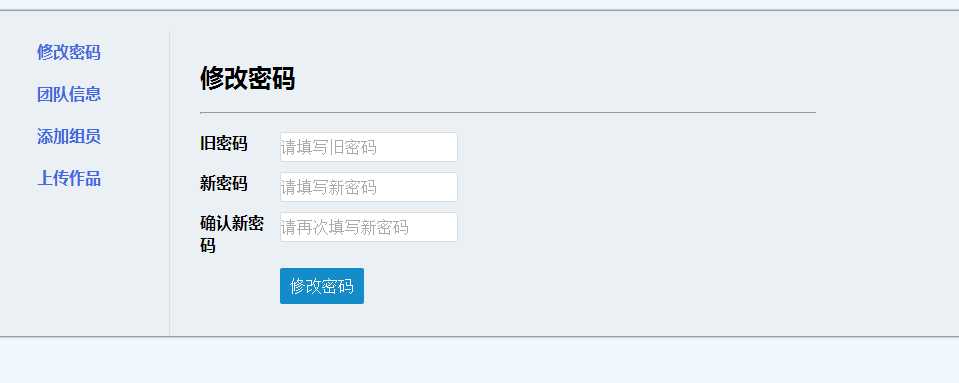 修改密码
团队信息
添加组员
上传作品
修改密码
旧密码
请填写旧密码
新密码
请填写新密码
确认新密
码
请再次填写新密码
修改密码